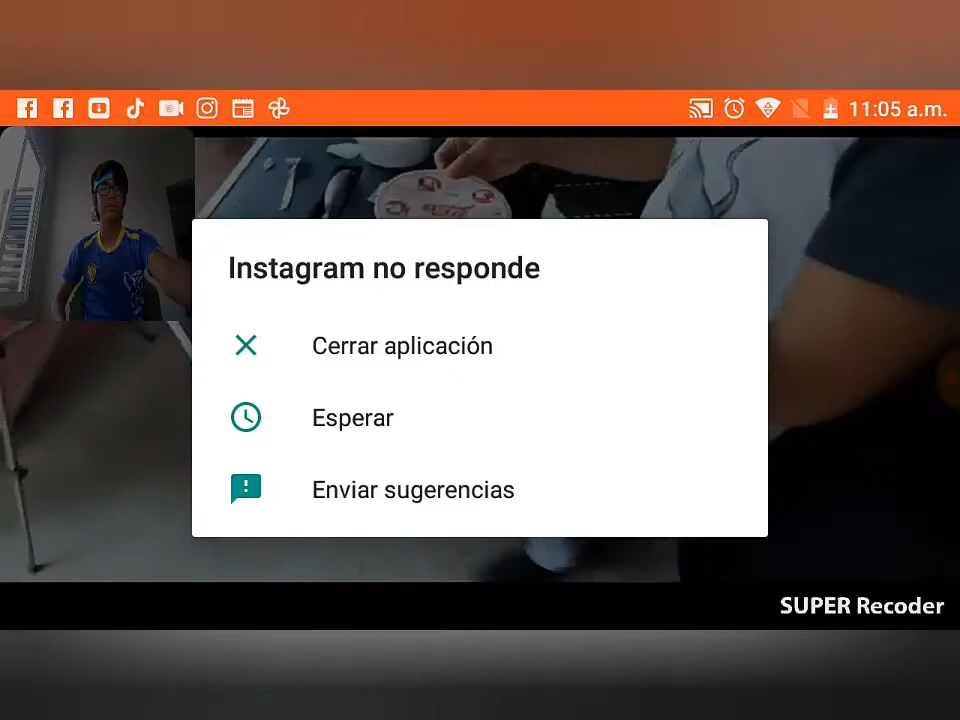 11:05 a.m.
Instagram no responde
Cerrar aplicación
Esperar
Enviar sugerencias
SUPER Recoder